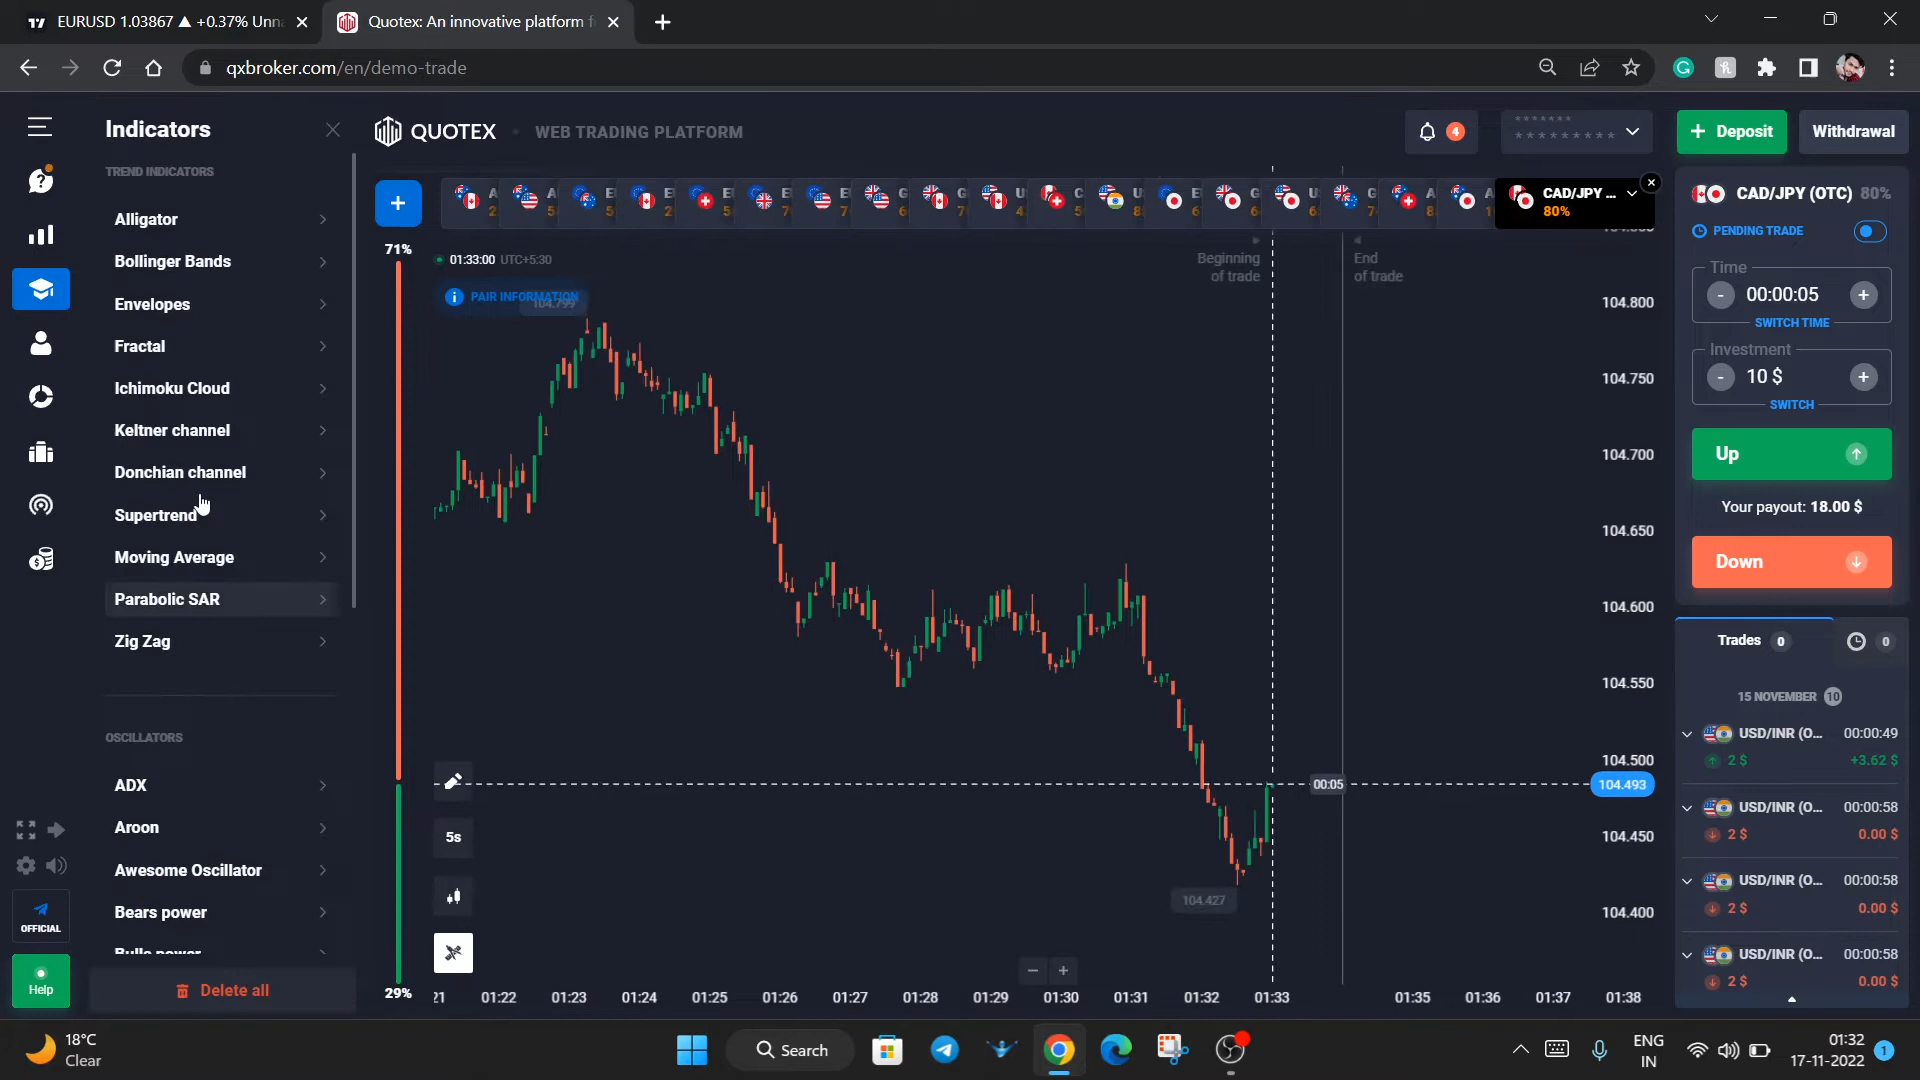 EURUSD 1.03867 ▲ +0.37% Unna
Quotex: An innovative platform f
qxbroker.com/en/demo-trade
Indicators
TREND INDICATORS
Alligator
Bollinger Bands
Envelopes
Fractal
Ichimoku Cloud
Keltner channel
Donchian channel
Supertrend
Moving Average
Parabolic SAR
Zig Zag
OSCILLATORS
ADX
Aroon
Awesome Oscillator
Bears power
Bulls power
Delete all
OFFICIAL
Help
QUOTEX
WEB TRADING PLATFORM
4
******* 
*********
+ Deposit
Withdrawal
+
CAD/JPY ...
80%
71%
29%
01:33:00 UTC+5:30
PAIR INFORMATION
104.799
Beginning
of trade
End
of trade
104.800
104.750
104.700
104.650
104.600
104.550
104.500
104.493
104.450
104.400
00:05
104.427
5s
21 01:22 01:23 01:24 01:25 01:26 01:27 01:28 01:29 01:30 01:31 01:32 01:33 01:35 01:36 01:37 01:38
CAD/JPY (OTC) 80%
PENDING TRADE
Time
- 00:00:05 +
SWITCH TIME
Investment
- 10 $ +
SWITCH
Up
Your payout: 18.00 $
Down
Trades 0
0
15 NOVEMBER 10
USD/INR (O... 00:00:49
2 $ +3.62 $
USD/INR (O... 00:00:58
2 $ 0.00 $
USD/INR (O... 00:00:58
2 $ 0.00 $
USD/INR (O... 00:00:58
2 $ 0.00 $
18°C
Clear
Search
ENG
IN
01:32
17-11-2022
1